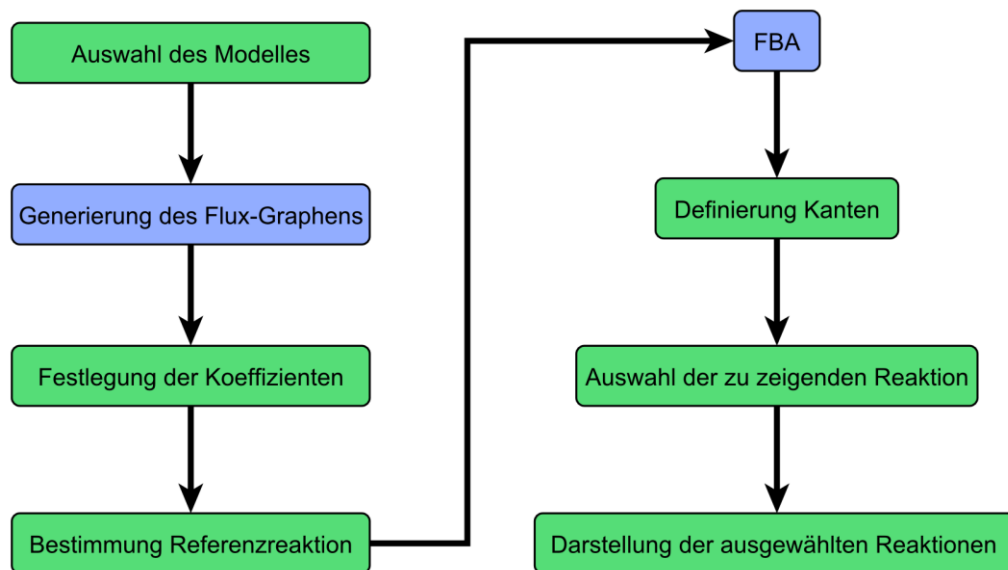 Auswahl des Modelles
Generierung des Flux-Graphens
Festlegung der Koeffizienten
Bestimmung Referenzreaktion
FBA
Definierung Kanten
Auswahl der zu zeigenden Reaktion
Darstellung der ausgewählten Reaktionen